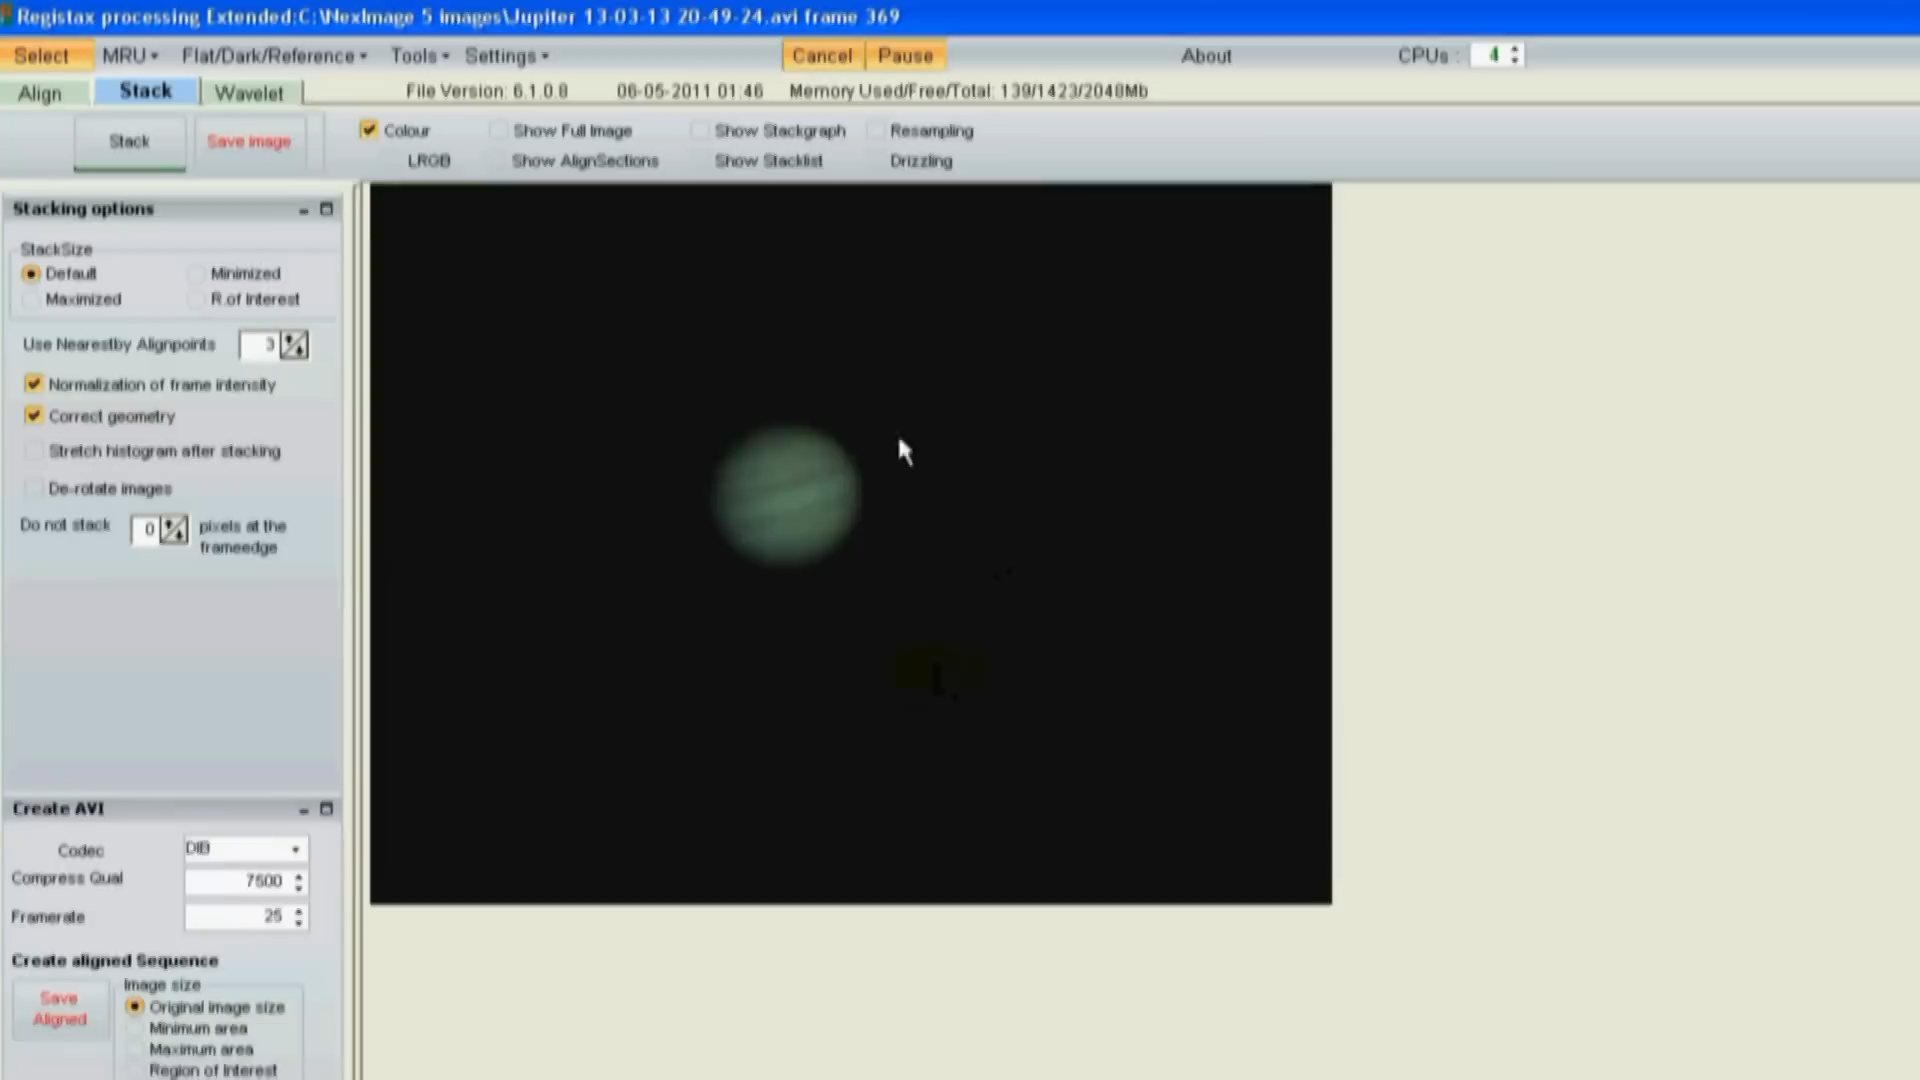 Registax processing Extended:C:\NexImage 5 images\Jupiter 13-03-13 20-49-24.avi frame 369
Select MRU Flat/Dark/Reference Tools Settings Cancel Pause About CPUs : 4
Align Stack Wavelet File Version: 6.1.0.8 06-05-2011 01:46 Memory Used/Free/Total: 139/1423/2048Mb
Stack Save image Colour Show Full Image Show Stackgraph Resampling
LRGB Show AlignSections Show Stacklist Drizzling
Stacking options
StackSize
Default Minimized
Maximized R.of Interest
Use Nearestby Alignpoints 3
Normalization of frame intensity
Correct geometry
Stretch histogram after stacking
De-rotate images
Do not stack 0 pixels at the
frameedge
Create AVI
Codec DIB
Compress Qual 7500
Framerate 25
Create aligned Sequence
Image size
Save Aligned
Original image size
Minimum area
Maximum area
Region of Interest